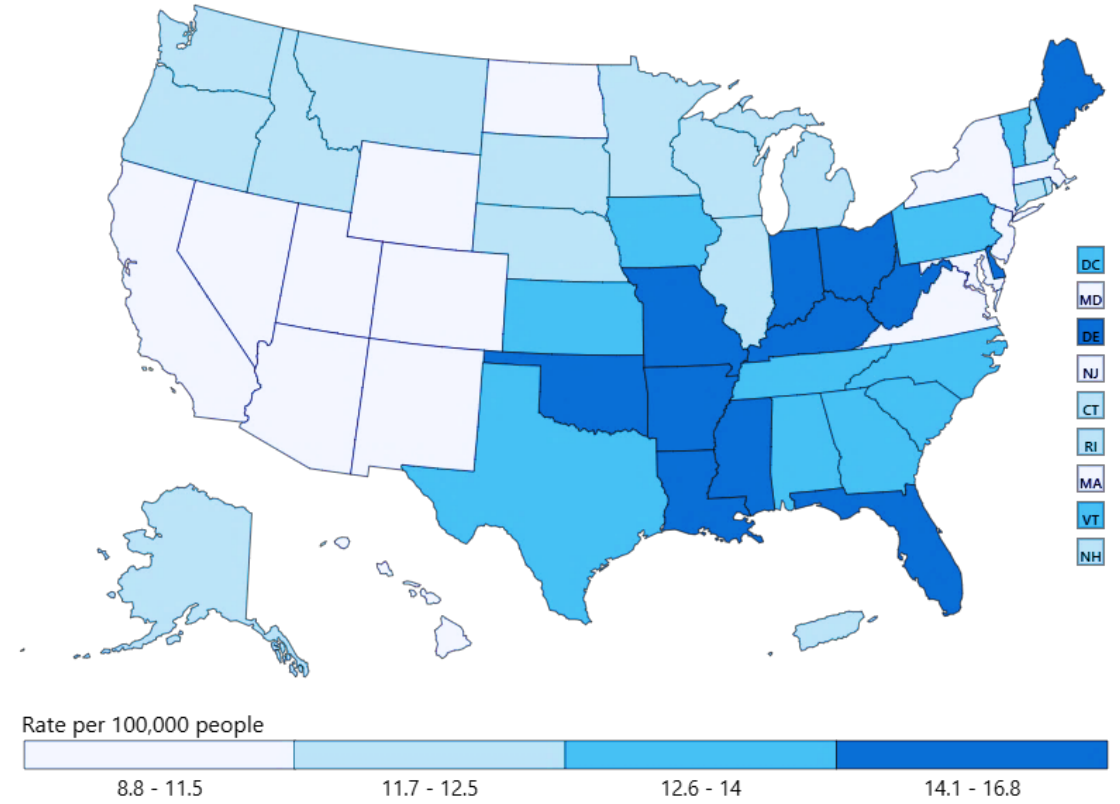 DC
MD
DE
NJ
CT
RI
MA
VT
NH
Rate per 100,000 people
8.8 - 11.5
11.7 - 12.5
12.6 - 14
14.1 - 16.8